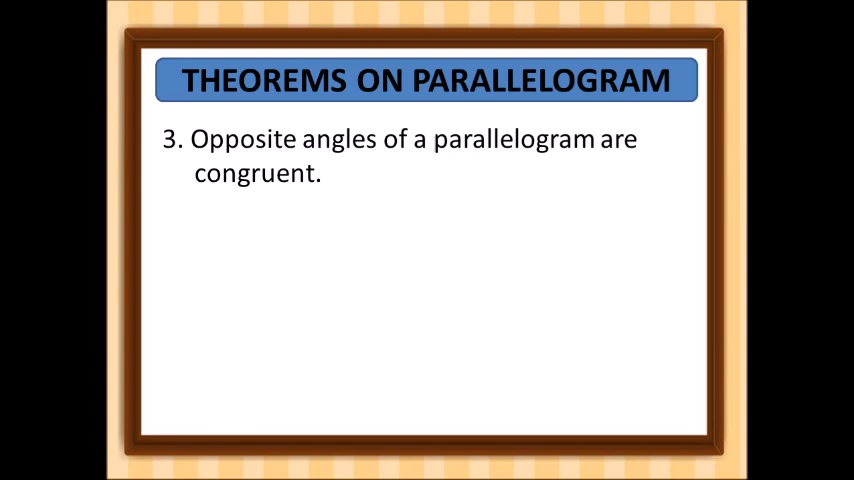 THEOREMS ON PARALLELOGRAM
3. Opposite angles of a parallelogram are
congruent.